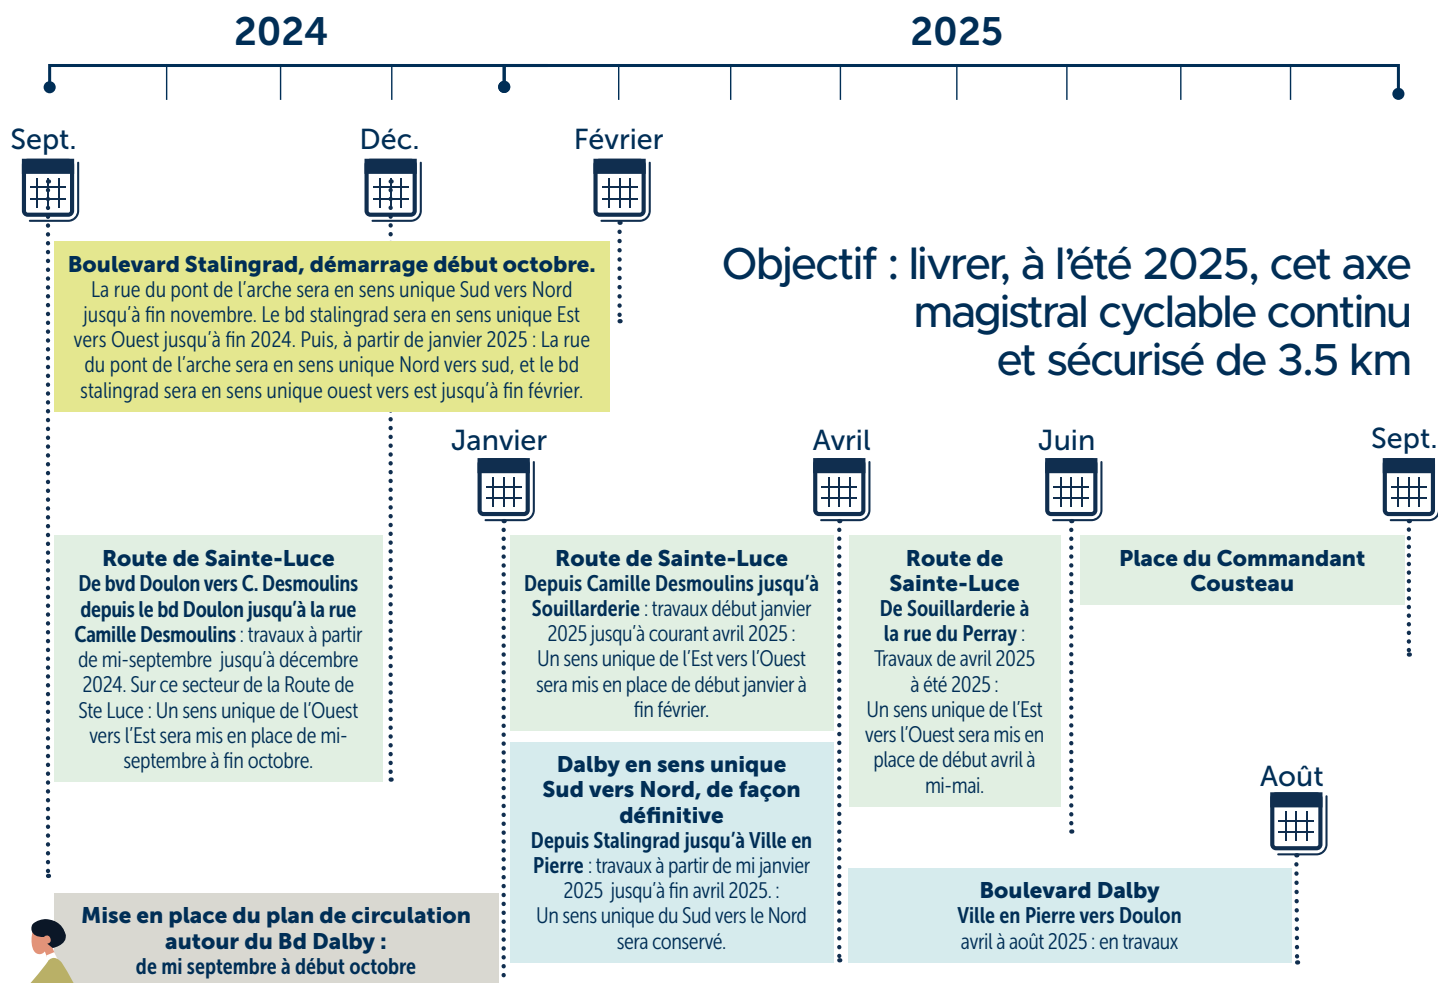 2024
2025
Sept.
Déc.
Février
Boulevard Stalingrad, démarrage début octobre.
La rue du pont de l'arche sera en sens unique Sud vers Nord
jusqu'à fin novembre. Le bd stalingrad sera en sens unique Est
vers Ouest jusqu'à fin 2024. Puis, à partir de janvier 2025 : La rue
du pont de l'arche sera en sens unique Nord vers sud, et le bd
stalingrad sera en sens unique ouest vers est jusqu'à fin février.
Objectif : livrer, à l'été 2025, cet axe
magistral cyclable continu
et sécurisé de 3.5 km
Janvier
Avril
Juin
Sept.
Route de Sainte-Luce
De bvd Doulon vers C. Desmoulins
depuis le bd Doulon jusqu'à la rue
Camille Desmoulins : travaux à partir
de mi-septembre jusqu'à décembre
2024. Sur ce secteur de la Route de
Ste Luce : Un sens unique de l'Ouest
vers l'Est sera mis en place de mi-
septembre à fin octobre.
Route de Sainte-Luce
Depuis Camille Desmoulins jusqu'à
Souillarderie : travaux début janvier
2025 jusqu'à courant avril 2025 :
Un sens unique de l'Est vers l'Ouest
sera mis en place de début janvier à
fin février.
Route de
Sainte-Luce
De Souillarderie à
la rue du Perray :
Travaux de avril 2025
à été 2025 :
Un sens unique de l'Est
vers l'Ouest sera mis en
place de début avril à
mi-mai.
Place du Commandant
Cousteau
Dalby en sens unique
Sud vers Nord, de façon
définitive
Depuis Stalingrad jusqu'à Ville en
Pierre : travaux à partir de mi janvier
2025 jusqu'à fin avril 2025. :
Un sens unique du Sud vers le Nord
sera conservé.
Août
Boulevard Dalby
Ville en Pierre vers Doulon
avril à août 2025 : en travaux
Mise en place du plan de circulation
autour du Bd Dalby :
de mi septembre à début octobre